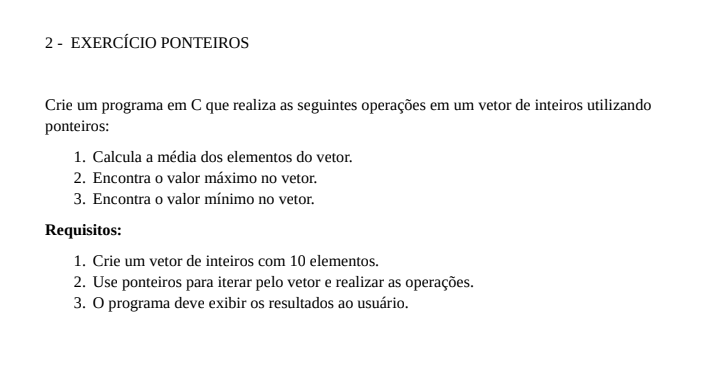 2 -  EXERCÍCIO PONTEIROS
Crie um programa em C que realiza as seguintes operações em um vetor de inteiros utilizando
ponteiros:
1. Calcula a média dos elementos do vetor.
2. Encontra o valor máximo no vetor.
3. Encontra o valor mínimo no vetor.
Requisitos:
1. Crie um vetor de inteiros com 10 elementos.
2. Use ponteiros para iterar pelo vetor e realizar as operações.
3. O programa deve exibir os resultados ao usuário.